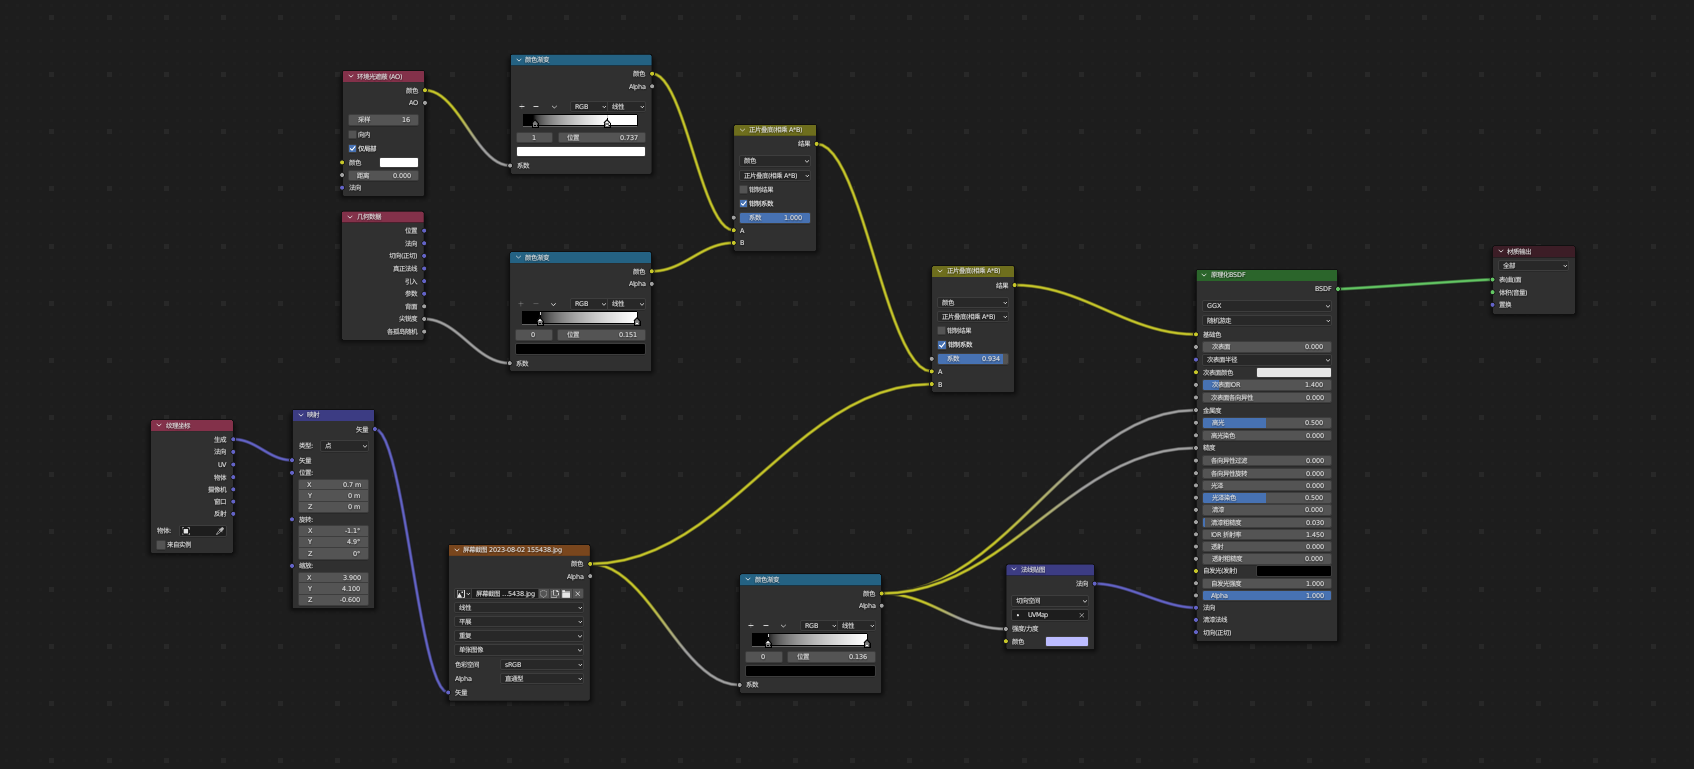 环境光遮蔽 (AO)
颜色
AO
采样 16
向内
仅局部
颜色
距离 0.000
法向
几何数据
位置
法向
切向(正切)
真正法线
引入
参数
背面
尖锐度
各孤岛随机
颜色渐变
颜色
Alpha
RGB 线性
1 位置 0.737
系数
颜色渐变
颜色
Alpha
RGB 线性
0 位置 0.151
系数
正片叠底(相乘 A*B)
结果
颜色
正片叠底(相乘 A*B)
钳制结果
钳制系数
系数 1.000
A
B
正片叠底(相乘 A*B)
结果
颜色
正片叠底(相乘 A*B)
钳制结果
钳制系数
系数 0.934
A
B
纹理坐标
生成
法向
UV
物体
摄像机
窗口
反射
物体:
来自实例
映射
矢量
类型: 点
矢量
位置:
X 0.7 m
Y 0 m
Z 0 m
旋转:
X -1.1°
Y 4.9°
Z 0°
缩放:
X 3.900
Y 4.100
Z -0.600
屏幕截图 2023-08-02 155438.jpg
颜色
Alpha
屏幕截图 ...5438.jpg
线性
平展
重复
单张图像
色彩空间 sRGB
Alpha 直通型
矢量
颜色渐变
颜色
Alpha
RGB 线性
0 位置 0.136
系数
法线贴图
法向
切向空间
UVMap
强度/力度
颜色
原理化BSDF
BSDF
GGX
随机游走
基础色
次表面 0.000
次表面半径
次表面颜色
次表面IOR 1.400
次表面各向异性 0.000
金属度
高光 0.500
高光染色 0.000
糙度
各向异性过滤 0.000
各向异性旋转 0.000
光泽 0.000
光泽染色 0.500
清漆 0.000
清漆粗糙度 0.030
IOR 折射率 1.450
透射 0.000
透射粗糙度 0.000
自发光(发射)
自发光强度 1.000
Alpha 1.000
法向
清漆法线
切向(正切)
材质输出
全部
表(曲)面
体积(音量)
置换